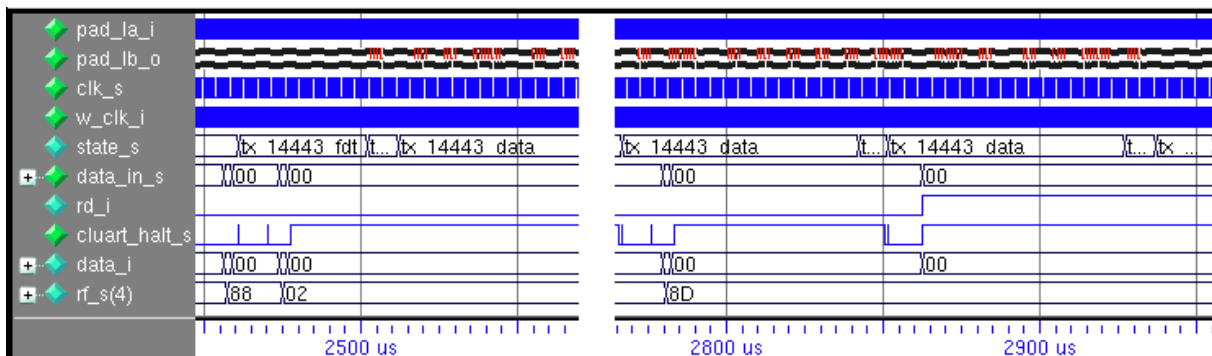 pad_la_i
pad_lb_o
clk_s
w_clk_i
state_s tx_14443_fdt t... tx_14443_data tx_14443_data t... tx_14443_data t... tx ...
data_in_s 00 00 00 00
rd_i
cluart_halt_s
data_i 00 00 00 00
rf_s(4) 88 02 8D
2500 us 2800 us 2900 us